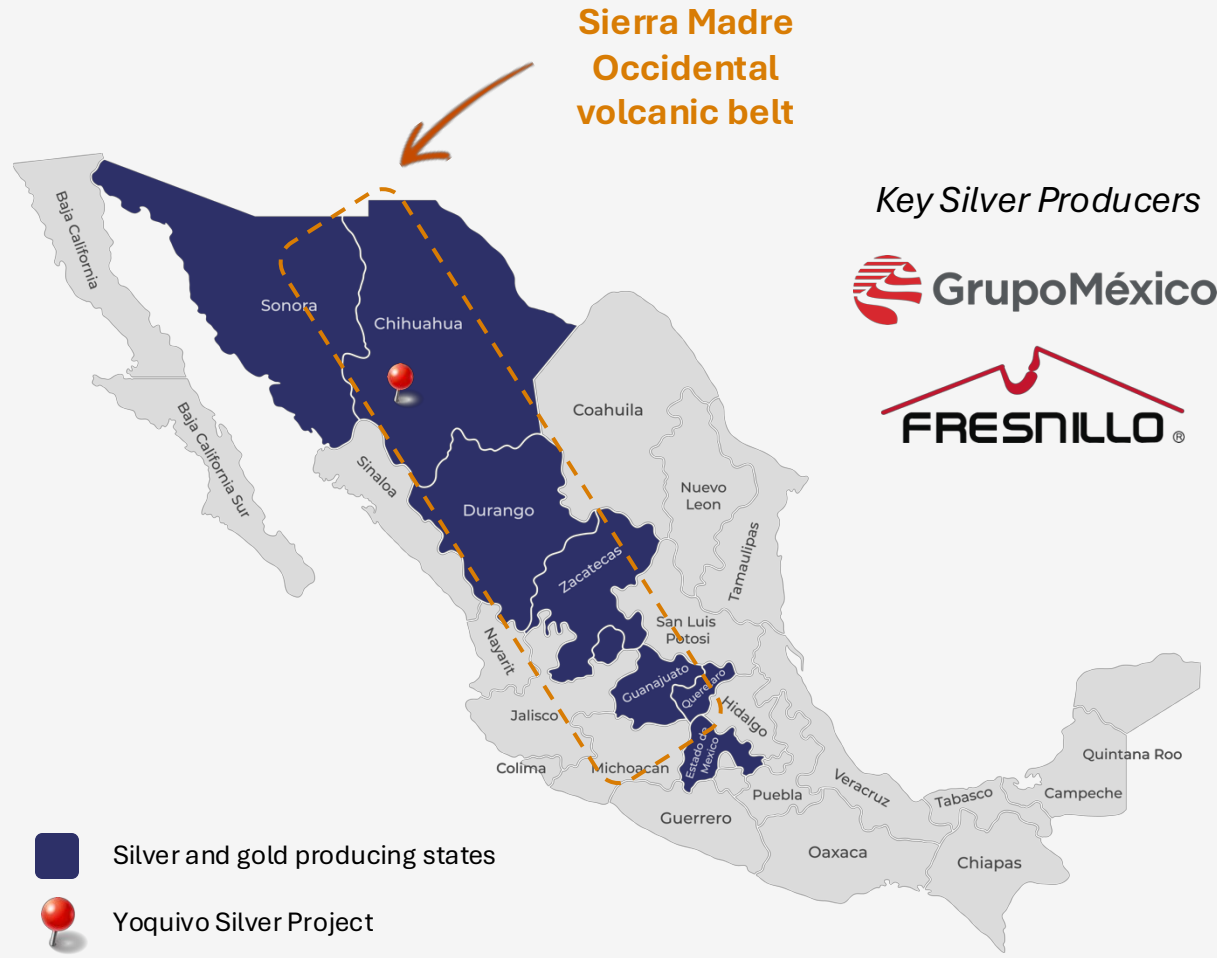 Sierra Madre
Occidental
volcanic belt
Key Silver Producers
GrupoMéxico
FRESNILLO ®
Baja California
Sonora
Chihuahua
Coahuila
Baja California Sur
Sinaloa
Nuevo
Leon
Durango
Tamaulipas
Zacatecas
San Luis
Potosi
Nayarit
Guanajuato
Queretaro
Hidalgo
Jalisco
Estado de
Mexico
Colima
Michoacán
Quintana Roo
Puebla
Veracruz
Tabasco
Campeche
Guerrero
Oaxaca
Chiapas
Silver and gold producing states
Yoquivo Silver Project